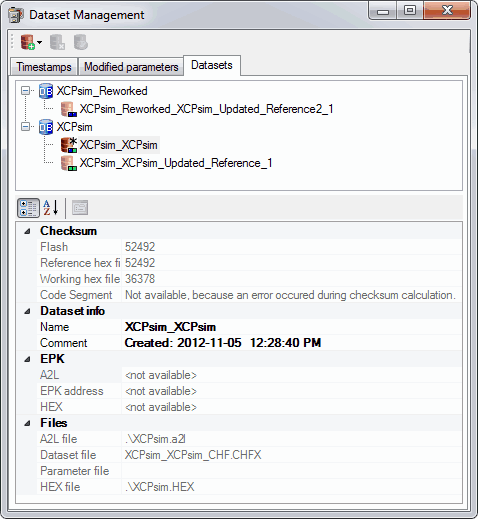 Dataset Management
Timestamps Modified parameters Datasets
XCPsim_Reworked
XCPsim_Reworked_XCPsim_Updated_Reference2_1
XCPsim
XCPsim_XCPsim
XCPsim_XCPsim_Updated_Reference_1
Checksum
Flash 52492
Reference hex fi 52492
Working hex file 36378
Code Segment Not available, because an error occured during checksum calculation.
Dataset info
Name XCPsim_XCPsim
Comment Created: 2012-11-05 12:28:40 PM
EPK
A2L <not available>
EPK address <not available>
HEX <not available>
Files
A2L file .\XCPsim.a2l
Dataset file XCPsim_XCPsim_CHF.CHFX
Parameter file
HEX file .\XCPsim.HEX